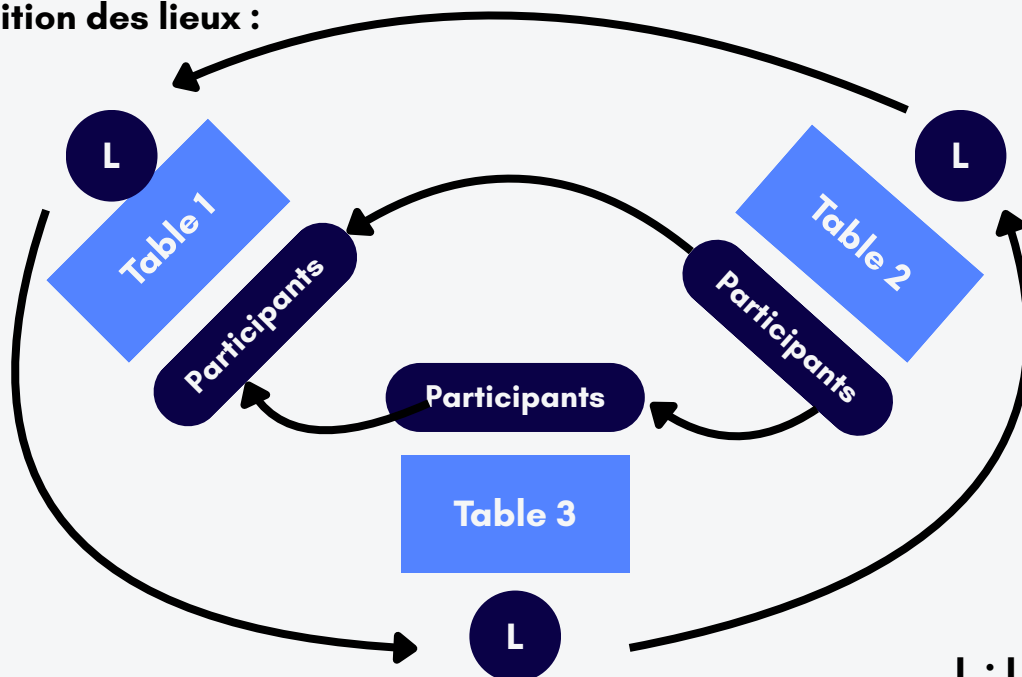 ition des lieux :
L
L
Table 1
Table 2
Participants
Participants
Participants
Table 3
L